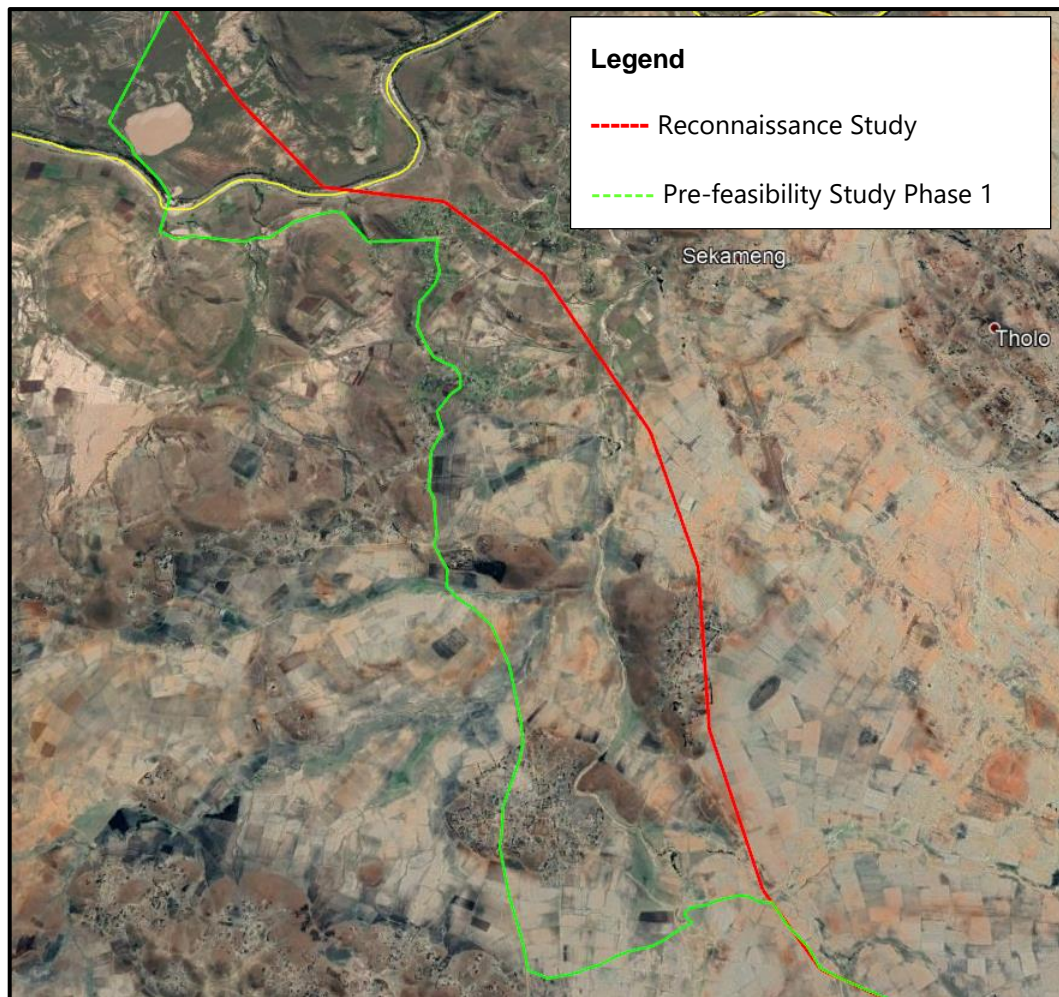 Legend
Reconnaissance Study
Pre-feasibility Study Phase 1
Sekameng
Tholo